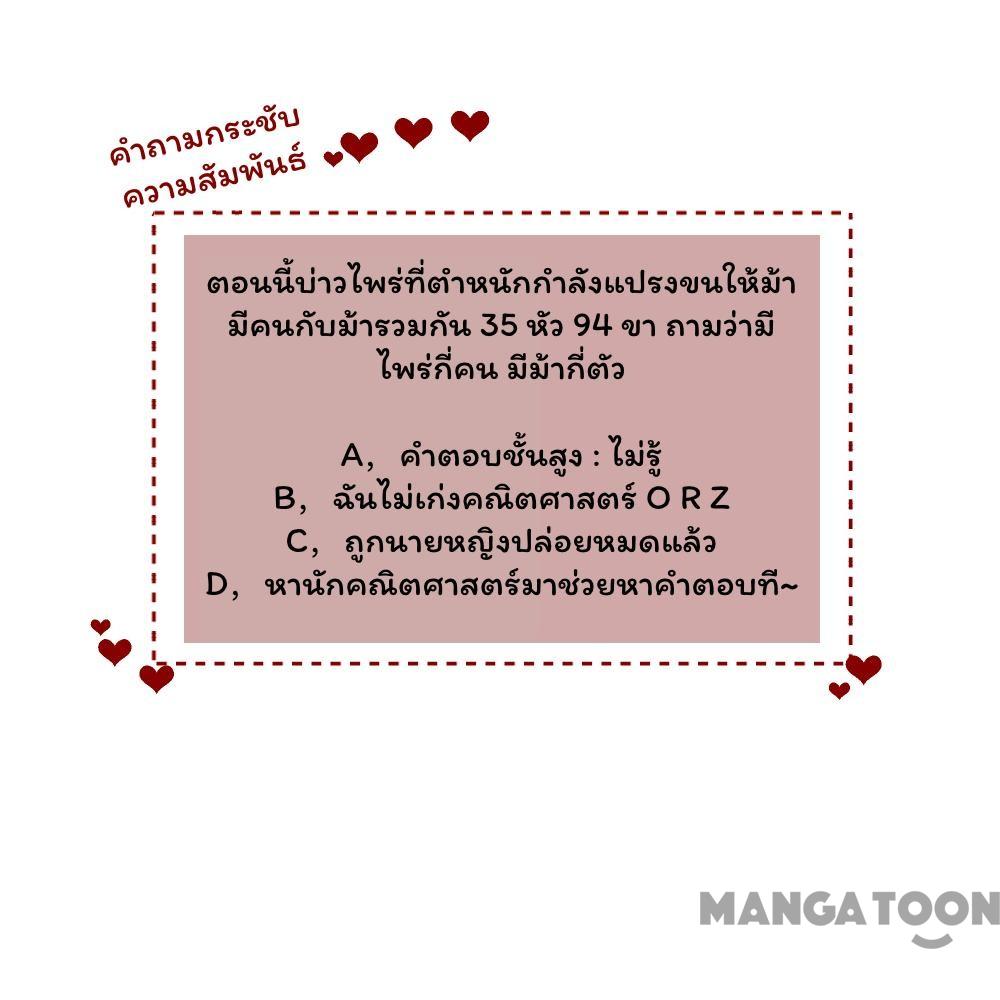 คำถามกระชับ
ความสัมพันธ์
ตอนนี้บ่าวไพร่ที่ตำหนักกำลังแปรงขนให้ม้า
มีคนกับม้ารวมกัน 35 หัว 94 ขา ถามว่ามี
ไพร่กี่คน มีม้ากี่ตัว
A, คำตอบชั้นสูง : ไม่รู้
B, ฉันไม่เก่งคณิตศาสตร์ O R Z
C, ถูกนายหญิงปล่อยหมดแล้ว
D, หานักคณิตศาสตร์มาช่วยหาคำตอบที~
MANGATOON